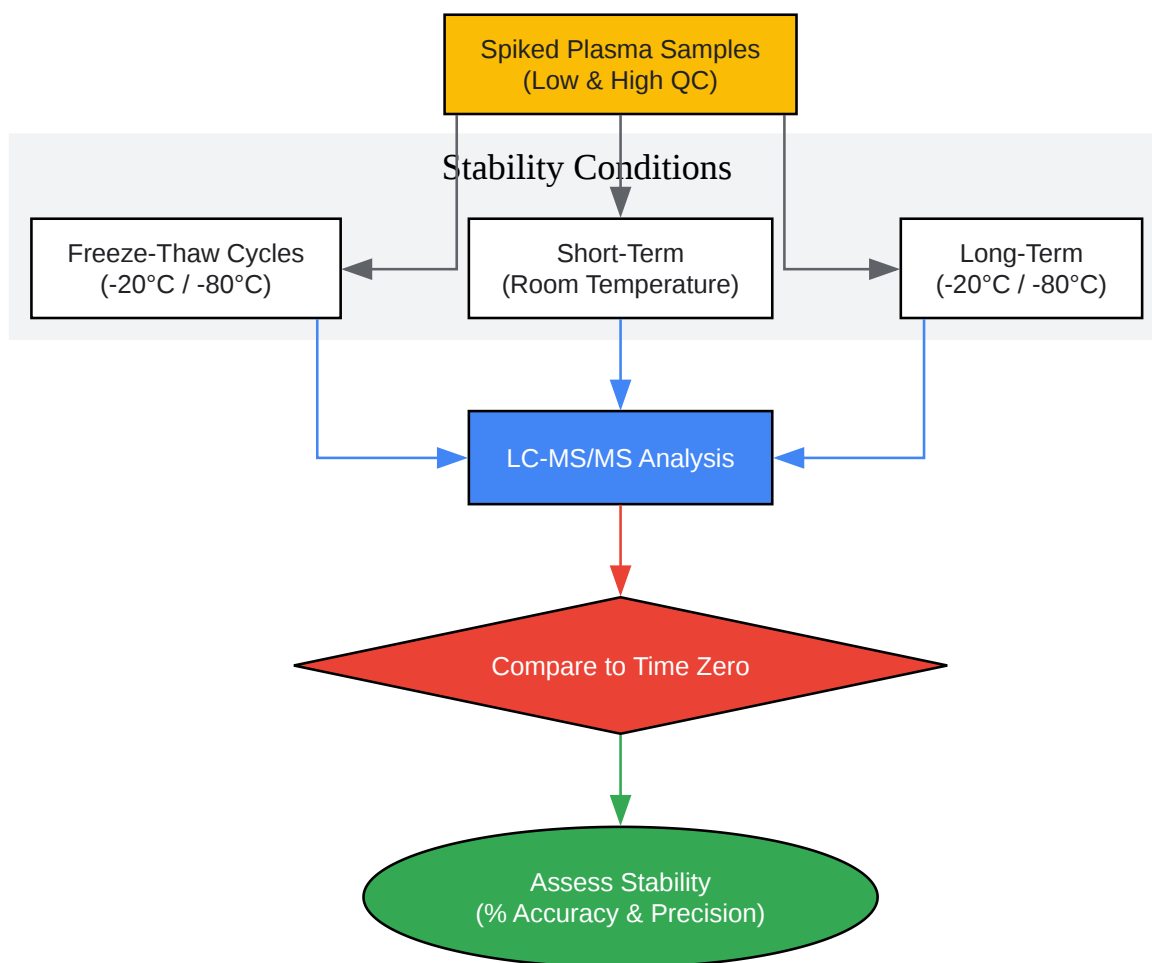 Spiked Plasma Samples
(Low & High QC)
Stability Conditions
Freeze-Thaw Cycles
(-20°C / -80°C)
Short-Term
(Room Temperature)
Long-Term
(-20°C / -80°C)
LC-MS/MS Analysis
Compare to Time Zero
Assess Stability
(% Accuracy & Precision)